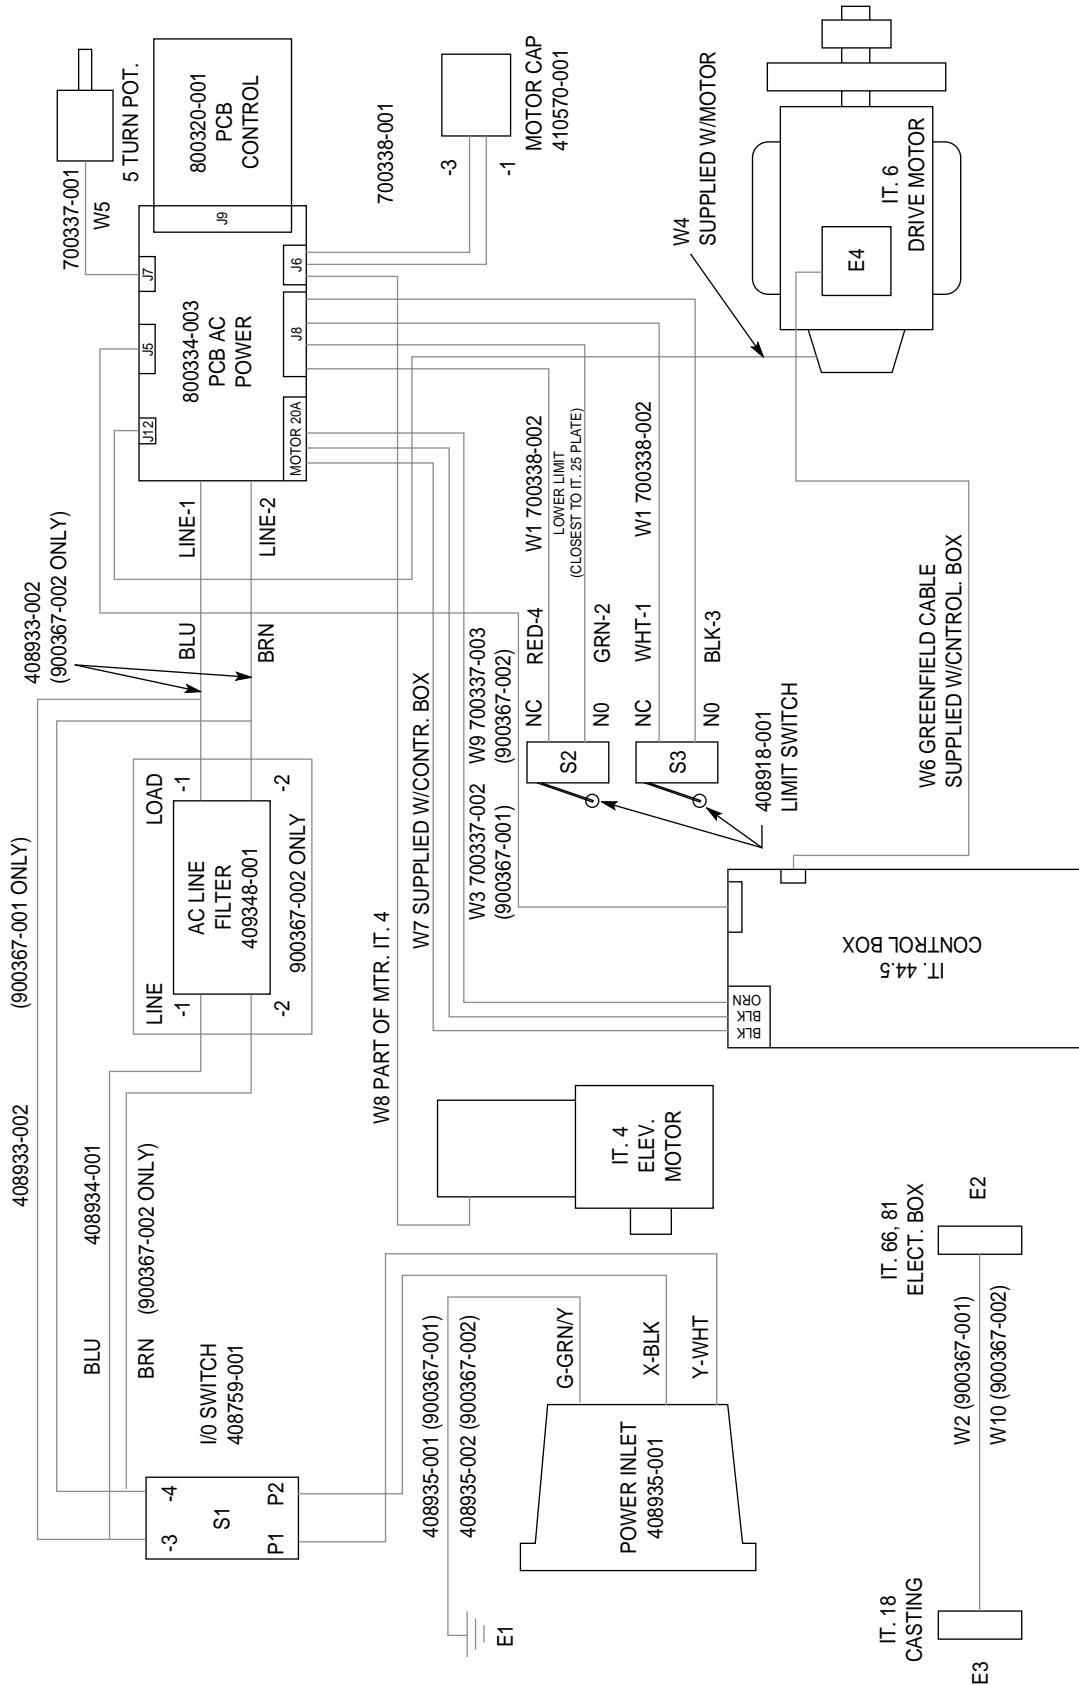 408933-002
(900367-001 ONLY)
408933-002
(900367-002 ONLY)
700337-001
W5
5 TURN POT.
BLU
408934-001
BRN
(900367-002 ONLY)
LINE
-1
-2
AC LINE
FILTER
409348-001
LOAD
-1
-2
900367-002 ONLY
BLU
BRN
LINE-1
LINE-2
J12
J5
J7
800334-003
PCB AC
POWER
MOTOR 20A
J8
J6
J9
800320-001
PCB
CONTROL
I/0 SWITCH
408759-001
-3
-4
S1
P1
P2
W8 PART OF MTR. IT. 4
W7 SUPPLIED W/CONTR. BOX
W3 700337-002
(900367-001)
W9 700337-003
(900367-002)
700338-001
-3
-1
MOTOR CAP
410570-001
E1
408935-001 (900367-001)
408935-002 (900367-002)
G-GRN/Y
X-BLK
Y-WHT
POWER INLET
408935-001
IT. 4
ELEV.
MOTOR
S2
NC
RED-4
W1 700338-002
LOWER LIMIT
(CLOSEST TO IT. 25 PLATE)
N0
GRN-2
S3
NC
WHT-1
W1 700338-002
N0
BLK-3
408918-001
LIMIT SWITCH
W4
SUPPLIED W/MOTOR
BLK
BLK
ORN
IT. 44.5
CONTROL BOX
W6 GREENFIELD CABLE
SUPPLIED W/CNTROL. BOX
E4
IT. 6
DRIVE MOTOR
IT. 18
CASTING
E3
W2 (900367-001)
W10 (900367-002)
IT. 66, 81
ELECT. BOX
E2